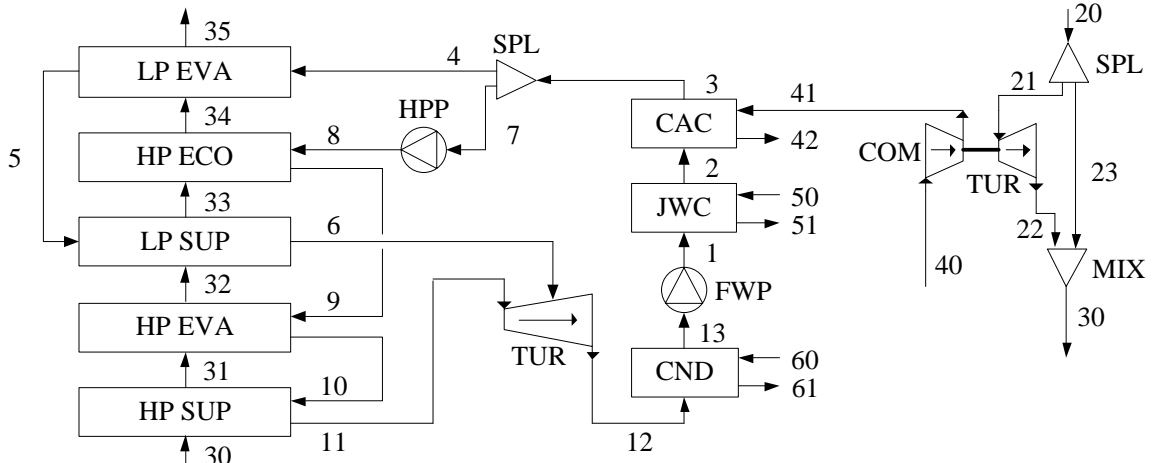 35
LP EVA
34
HP ECO
33
LP SUP
32
HP EVA
31
HP SUP
30
5
4
SPL
HPP
8
7
6
9
10
11
TUR
12
3
CAC
41
42
2
JWC
50
51
1
FWP
13
CND
60
61
20
SPL
21
COM
TUR
23
22
40
MIX
30